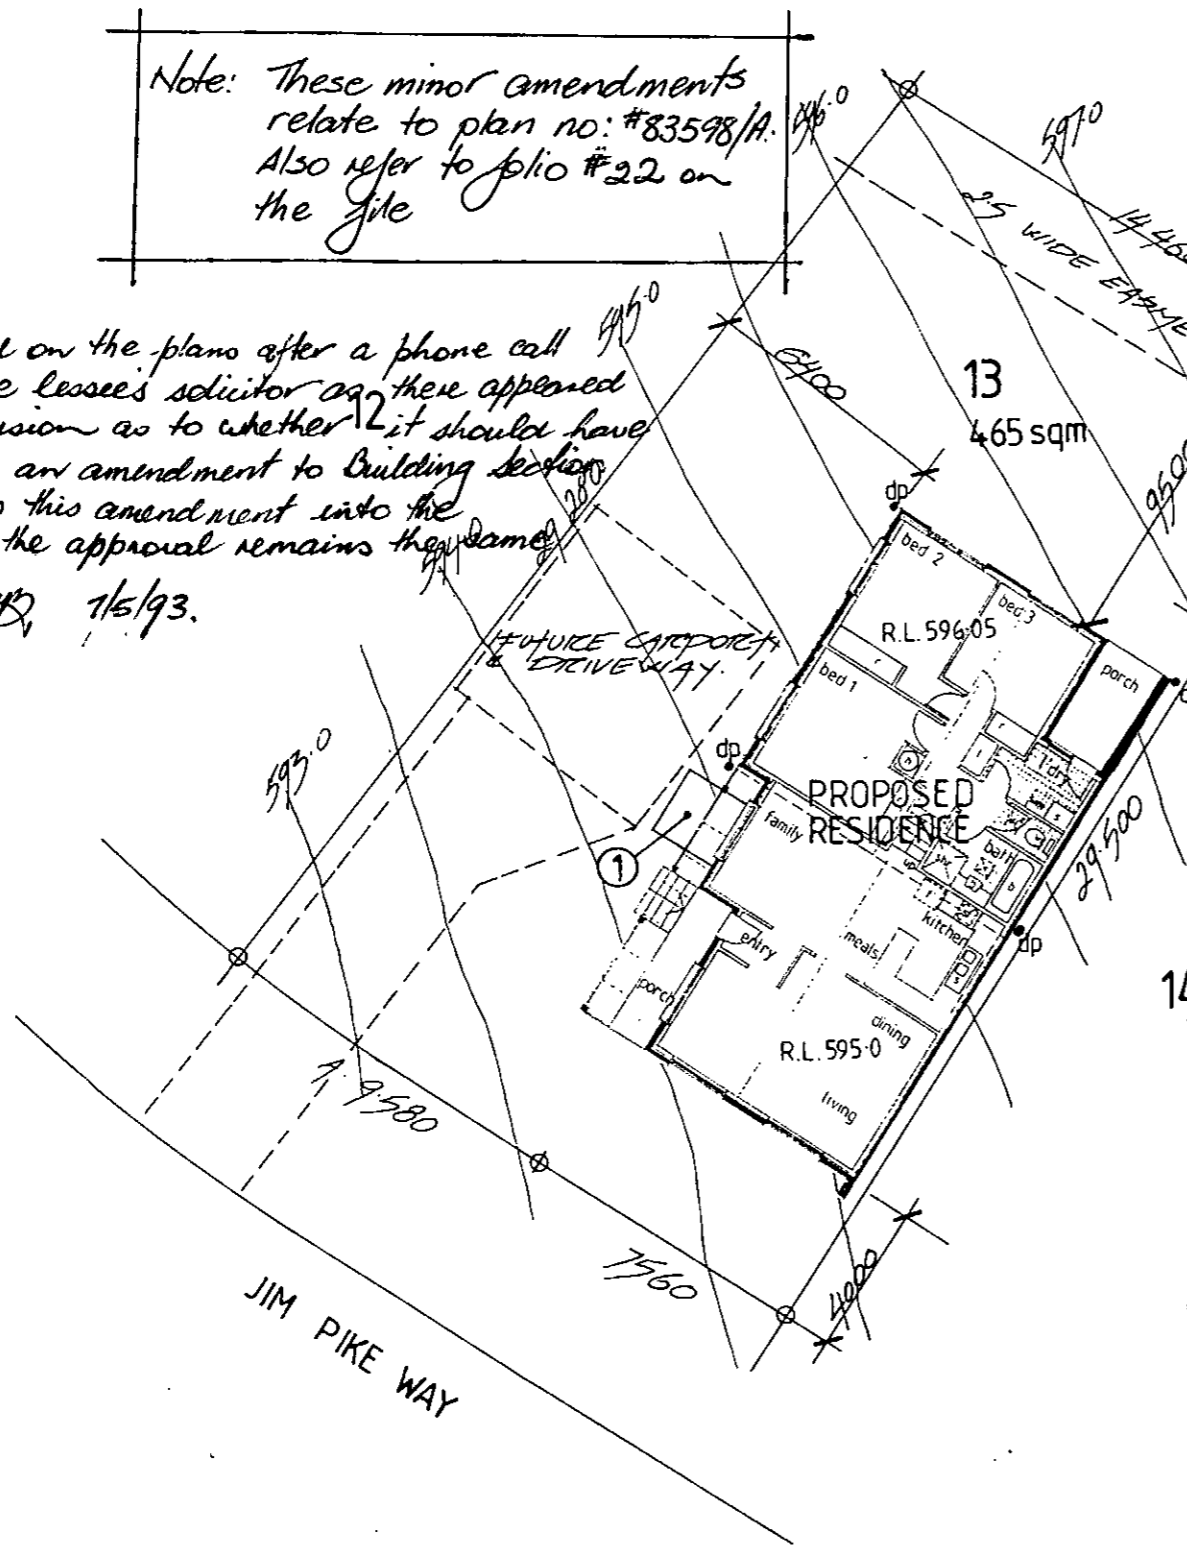 Note: These minor amendments
relate to plan no: #83598/A.
Also refer to folio #22 on
the file
on the plans after a phone call
lessee's solicitor as there appeared
as to whether it should have
an amendment to Building Section
this amendment into the
the approval remains the same
7/5/93.
12
596.0
597.0
2.5 WIDE
595.0
6400
13
465 sqm
9500
dp
bed 2
bed 3
R.L. 596.05
FUTURE CARPORT
& DRIVEWAY.
bed 1
porch
593.0
dp
l'dry
PROPOSED
RESIDENCE
family
1
bath
29,500
kitchen
entry
meals
dp
porch
dining
R.L. 595.0
living
A. 9580
7560
4000
JIM PIKE WAY